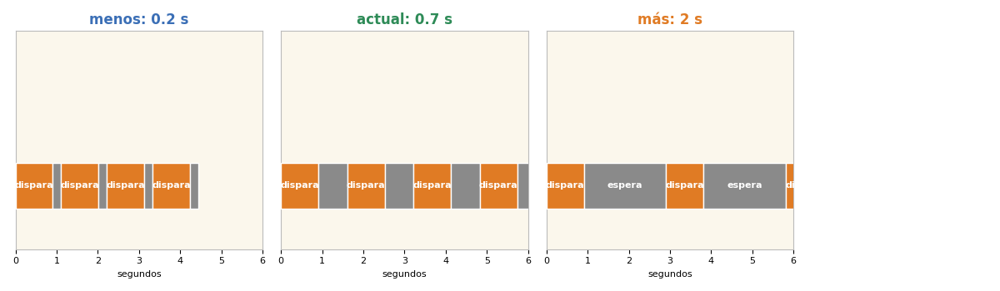 menos: 0.2 s
dispara dispara dispara dispara
0 1 2 3 4 5 6
segundos
actual: 0.7 s
dispara dispara dispara dispara
0 1 2 3 4 5 6
segundos
más: 2 s
dispara espera dispara espera di
0 1 2 3 4 5 6
segundos